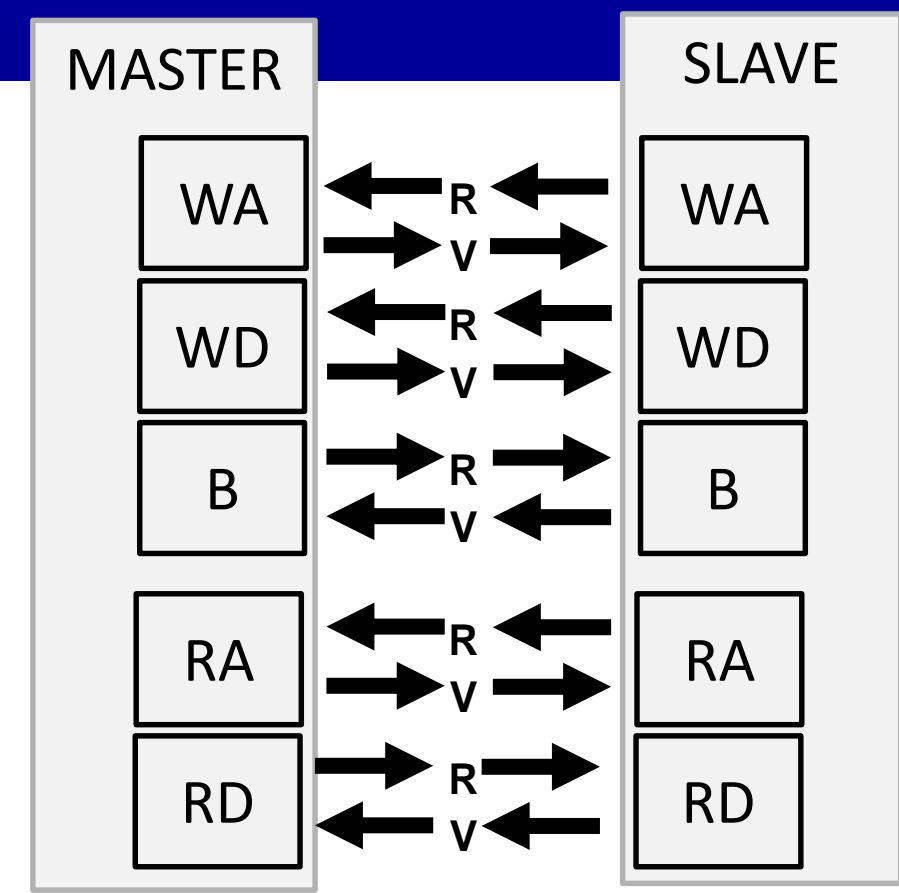 MASTER SLAVE
WA R WA
V
WD R WD
V
B R B
V
RA R RA
V
RD R RD
V